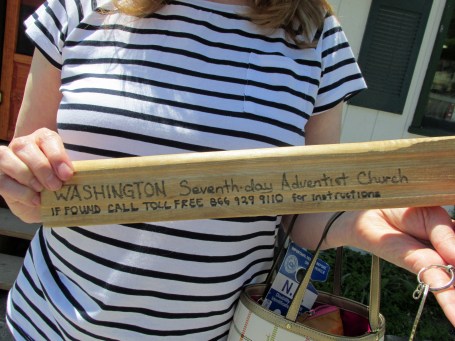 WASHINGTON Seventh-day Adventist Church
IF FOUND CALL TOLL FREE 866 929 9110 for instructions
N.